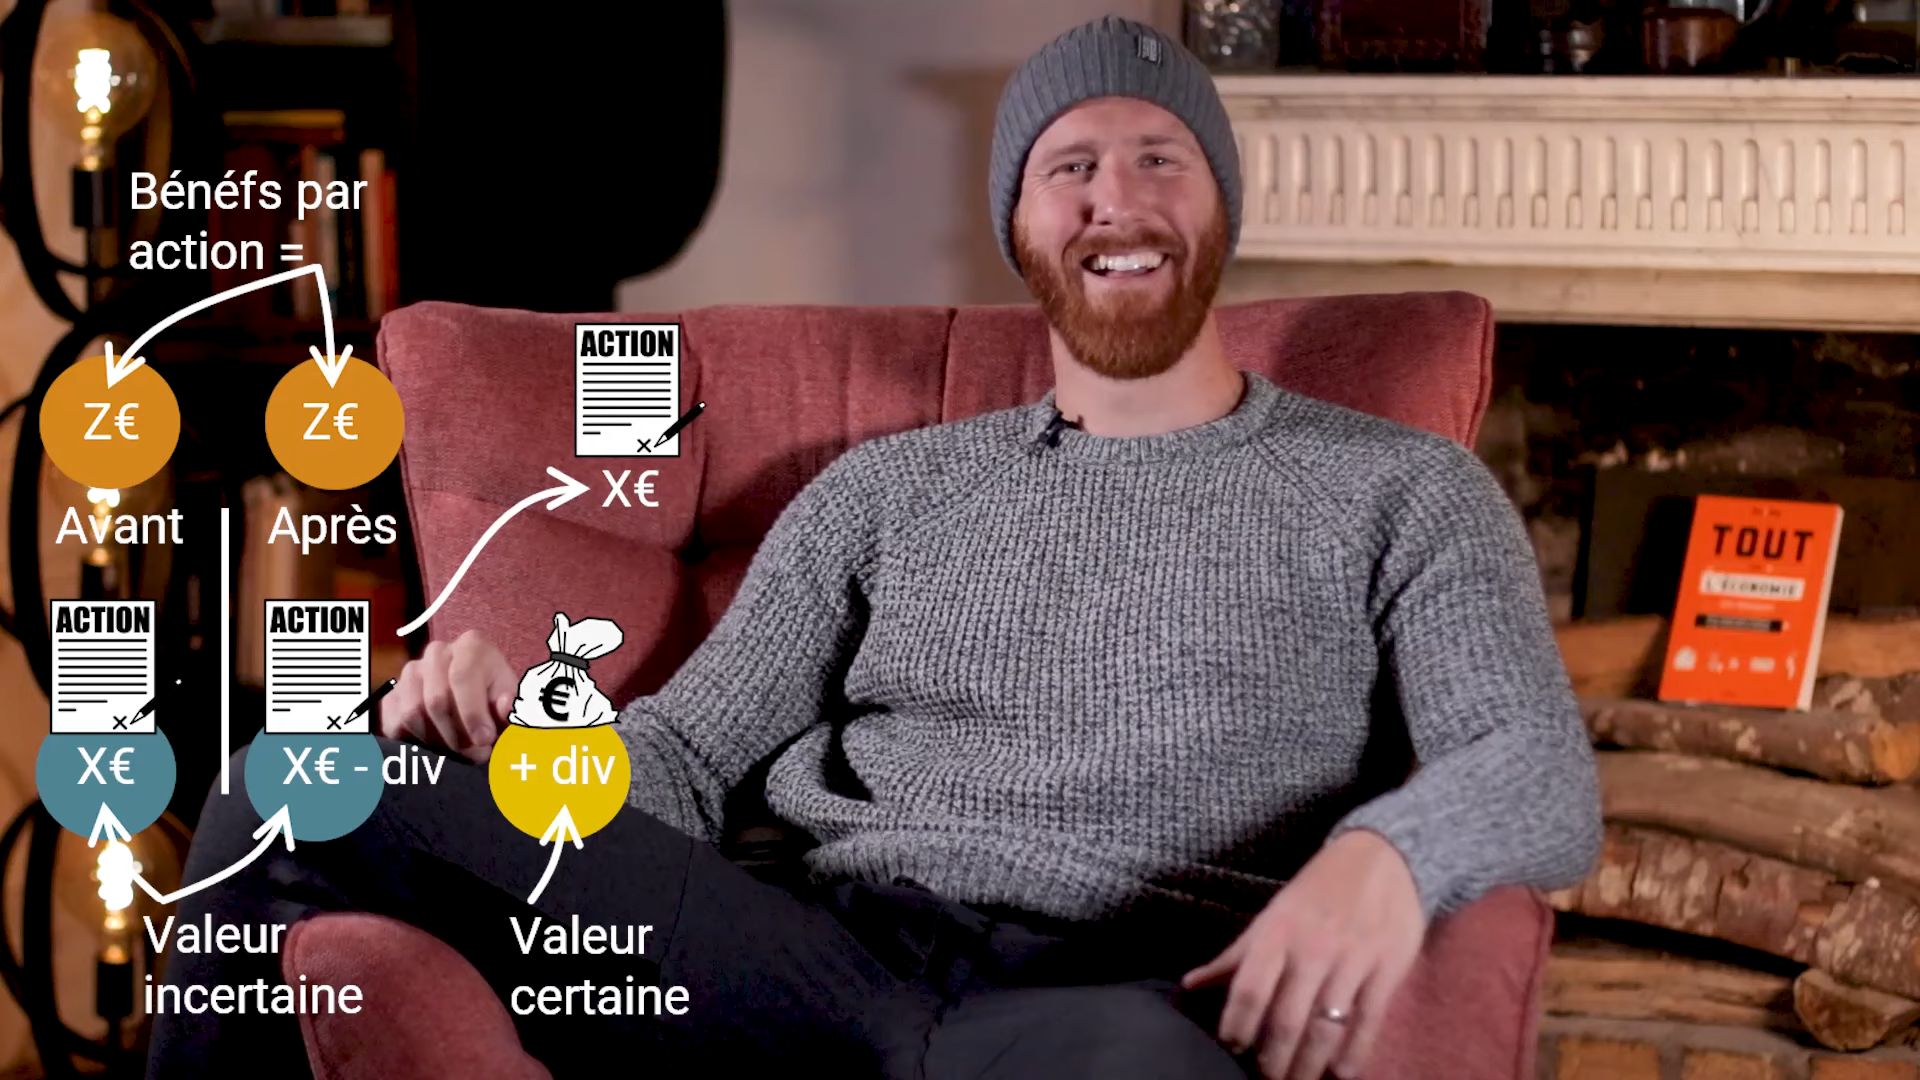 Bénéfs par
action =
Z€
Z€
Avant
Après
ACTION
X€
ACTION
X€
ACTION
X€ - div
+ div
Valeur
incertaine
Valeur
certaine
TOUT
L'ÉCONOMIE